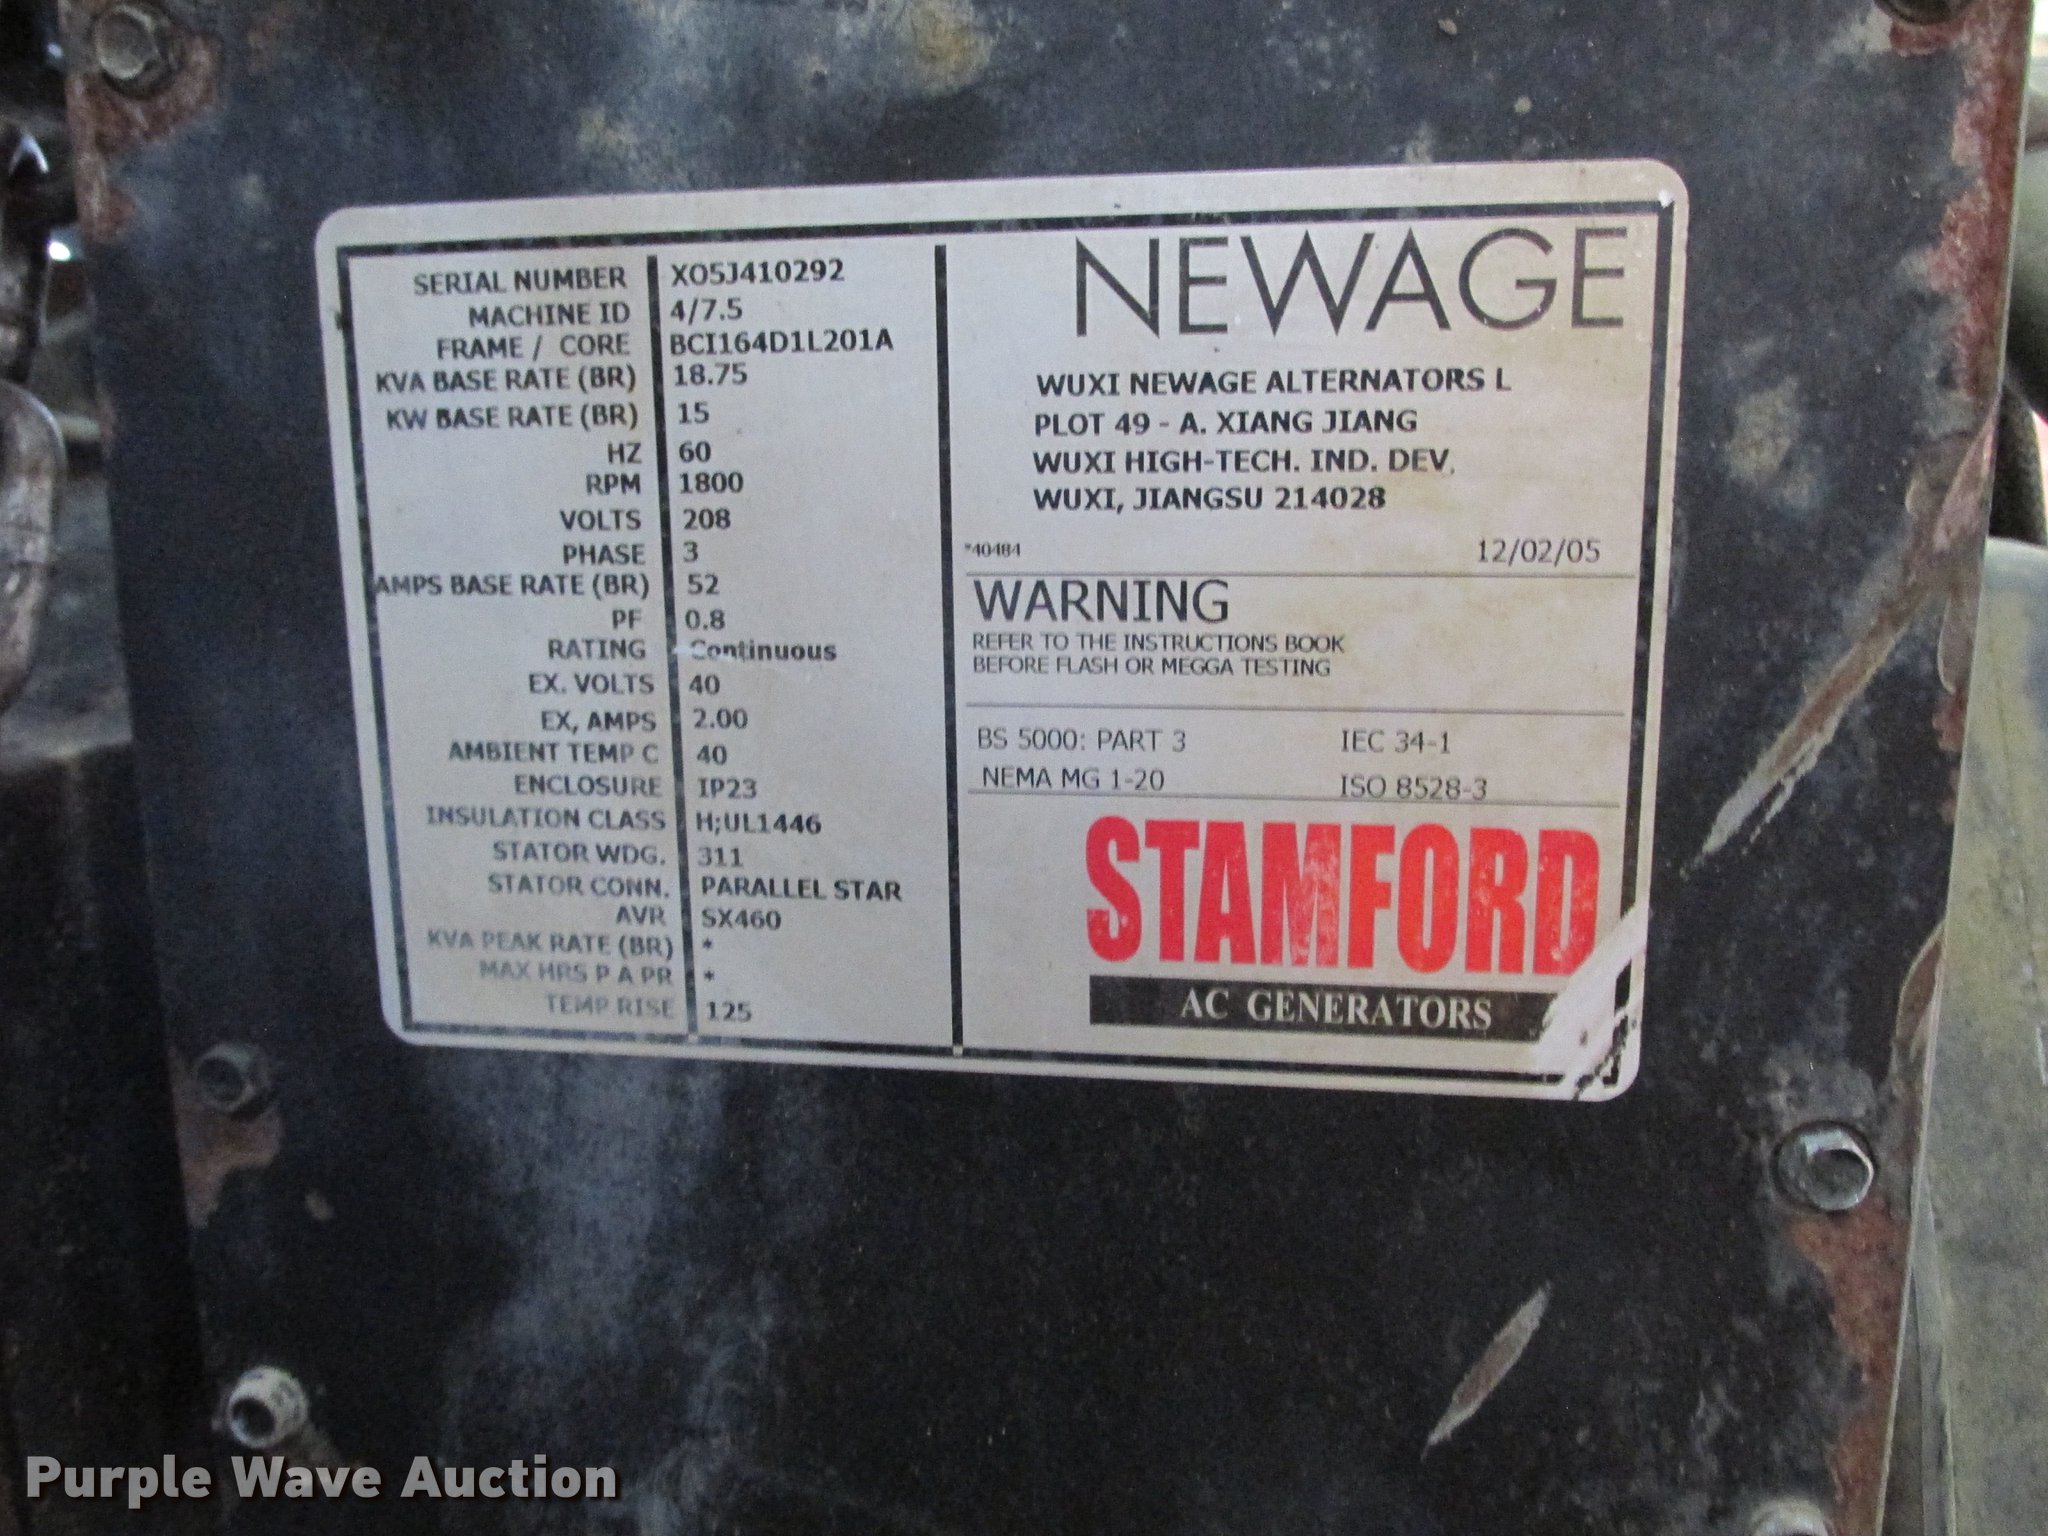 SERIAL NUMBER XO5J410292
MACHINE ID 4/7.5
FRAME / CORE BCI164D1L201A
KVA BASE RATE (BR) 18.75
KW BASE RATE (BR) 15
HZ 60
RPM 1800
VOLTS 208
PHASE 3
AMPS BASE RATE (BR) 52
PF 0.8
RATING Continuous
EX. VOLTS 40
EX, AMPS 2.00
AMBIENT TEMP C 40
ENCLOSURE IP23
INSULATION CLASS H;UL1446
STATOR WDG. 311
STATOR CONN. PARALLEL STAR
AVR SX460
KVA PEAK RATE (BR) *
MAX HRS P A PR *
TEMP RISE 125
NEWAGE
WUXI NEWAGE ALTERNATORS L
PLOT 49 - A. XIANG JIANG
WUXI HIGH-TECH. IND. DEV.
WUXI, JIANGSU 214028
*40484 12/02/05
WARNING
REFER TO THE INSTRUCTIONS BOOK
BEFORE FLASH OR MEGGA TESTING
BS 5000: PART 3 IEC 34-1
NEMA MG 1-20 ISO 8528-3
STAMFORD
AC GENERATORS
Purple Wave Auction